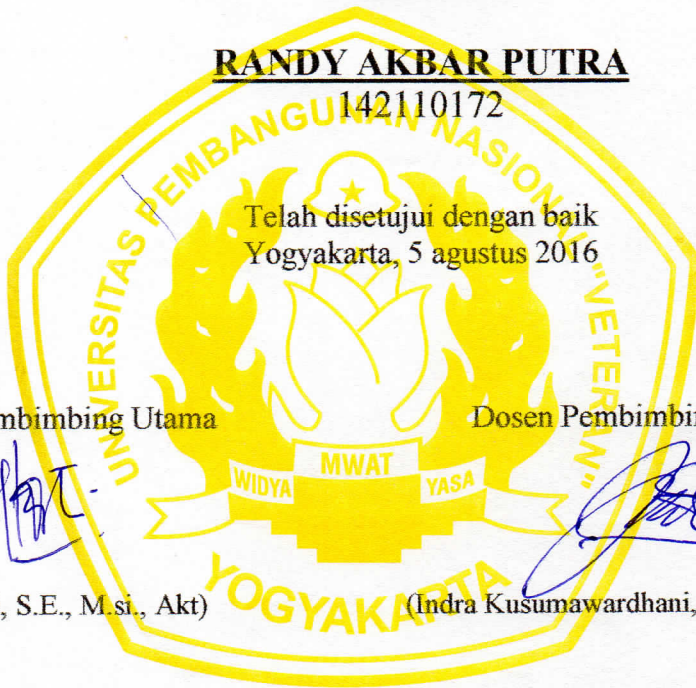 RANDY AKBAR PUTRA
142110172
UNIVERSITAS PEMBANGUNAN NASIONAL "VETERAN"
Telah disetujui dengan baik
Yogyakarta, 5 agustus 2016
mbimbing Utama
Dosen Pembimbin
WIDYA MWAT YASA
YOGYAKARTA
, S.E., M.si., Akt)
(Indra Kusumawardhani,